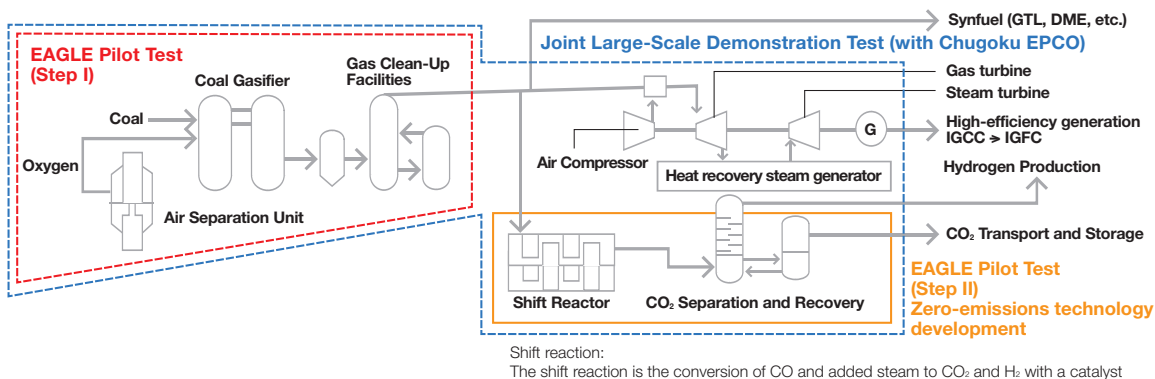 Synfuel (GTL, DME, etc.)
EAGLE Pilot Test
(Step I)
Joint Large-Scale Demonstration Test (with Chugoku EPCO)
Coal Gasifier
Gas Clean-Up
Facilities
Gas turbine
Steam turbine
Coal
High-efficiency generation
IGCC ➣ IGFC
G
Air Compressor
Oxygen
Heat recovery steam generator
Hydrogen Production
Air Separation Unit
CO₂ Transport and Storage
EAGLE Pilot Test
(Step II)
Zero-emissions technology
development
Shift Reactor
CO₂ Separation and Recovery
Shift reaction:
The shift reaction is the conversion of CO and added steam to CO₂ and H₂ with a catalyst